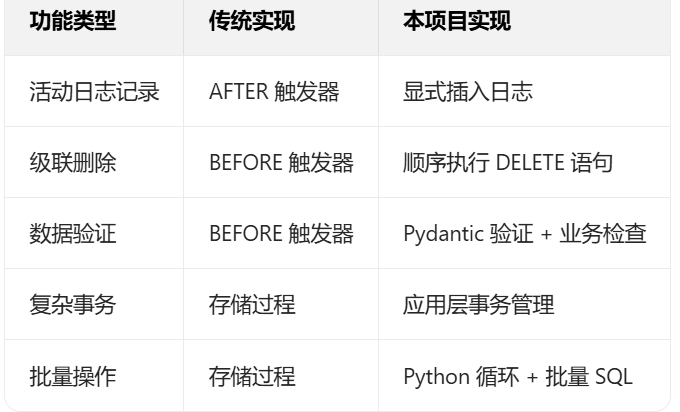 功能类型 传统实现 本项目实现
活动日志记录 AFTER 触发器 显式插入日志
级联删除 BEFORE 触发器 顺序执行 DELETE 语句
数据验证 BEFORE 触发器 Pydantic 验证 + 业务检查
复杂事务 存储过程 应用层事务管理
批量操作 存储过程 Python 循环 + 批量 SQL